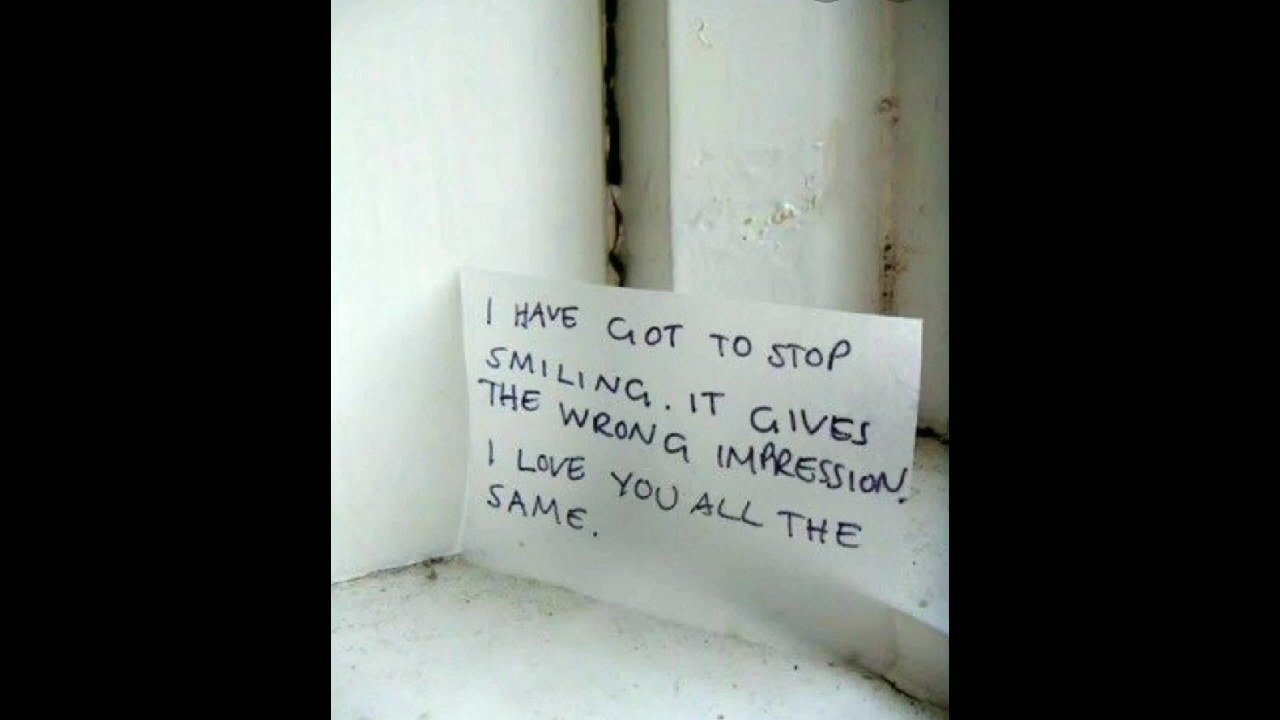 I HAVE GOT TO STOP
SMILING. IT GIVES
THE WRONG IMPRESSION.
I LOVE YOU ALL THE
SAME.